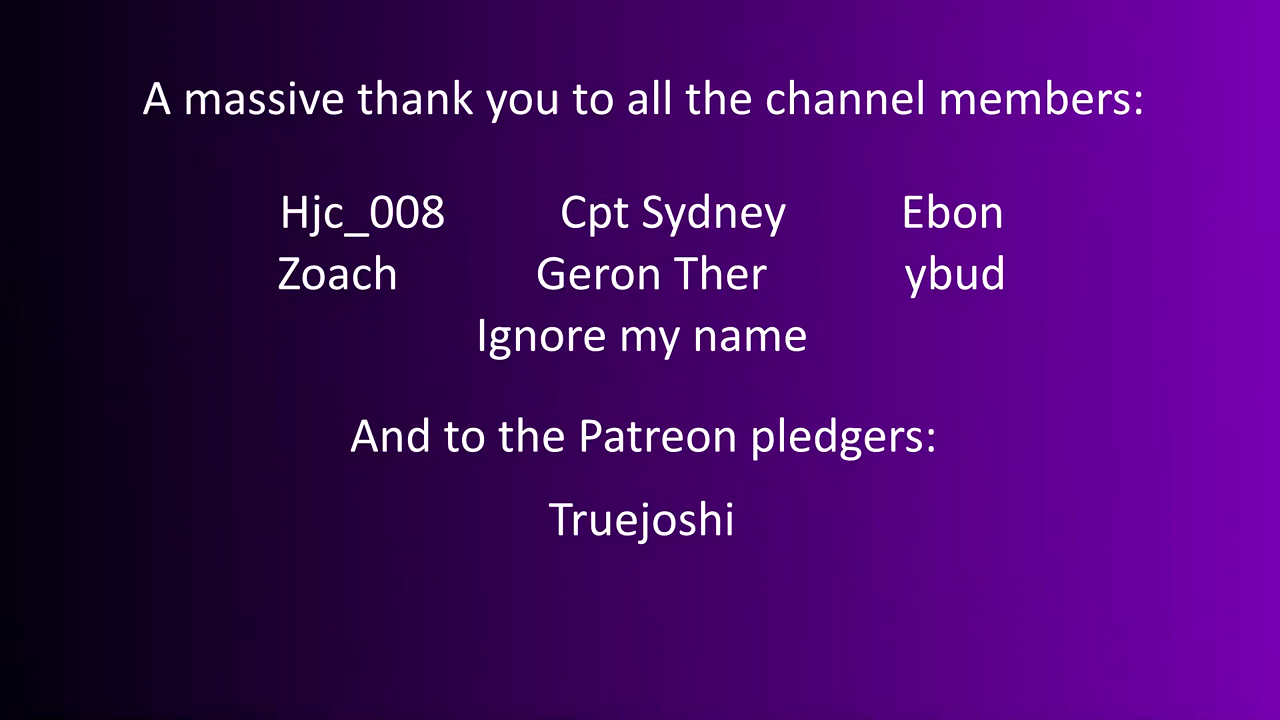 A massive thank you to all the channel members:
Hjc_008 Cpt Sydney Ebon
Zoach Geron Ther ybud
Ignore my name
And to the Patreon pledgers:
Truejoshi